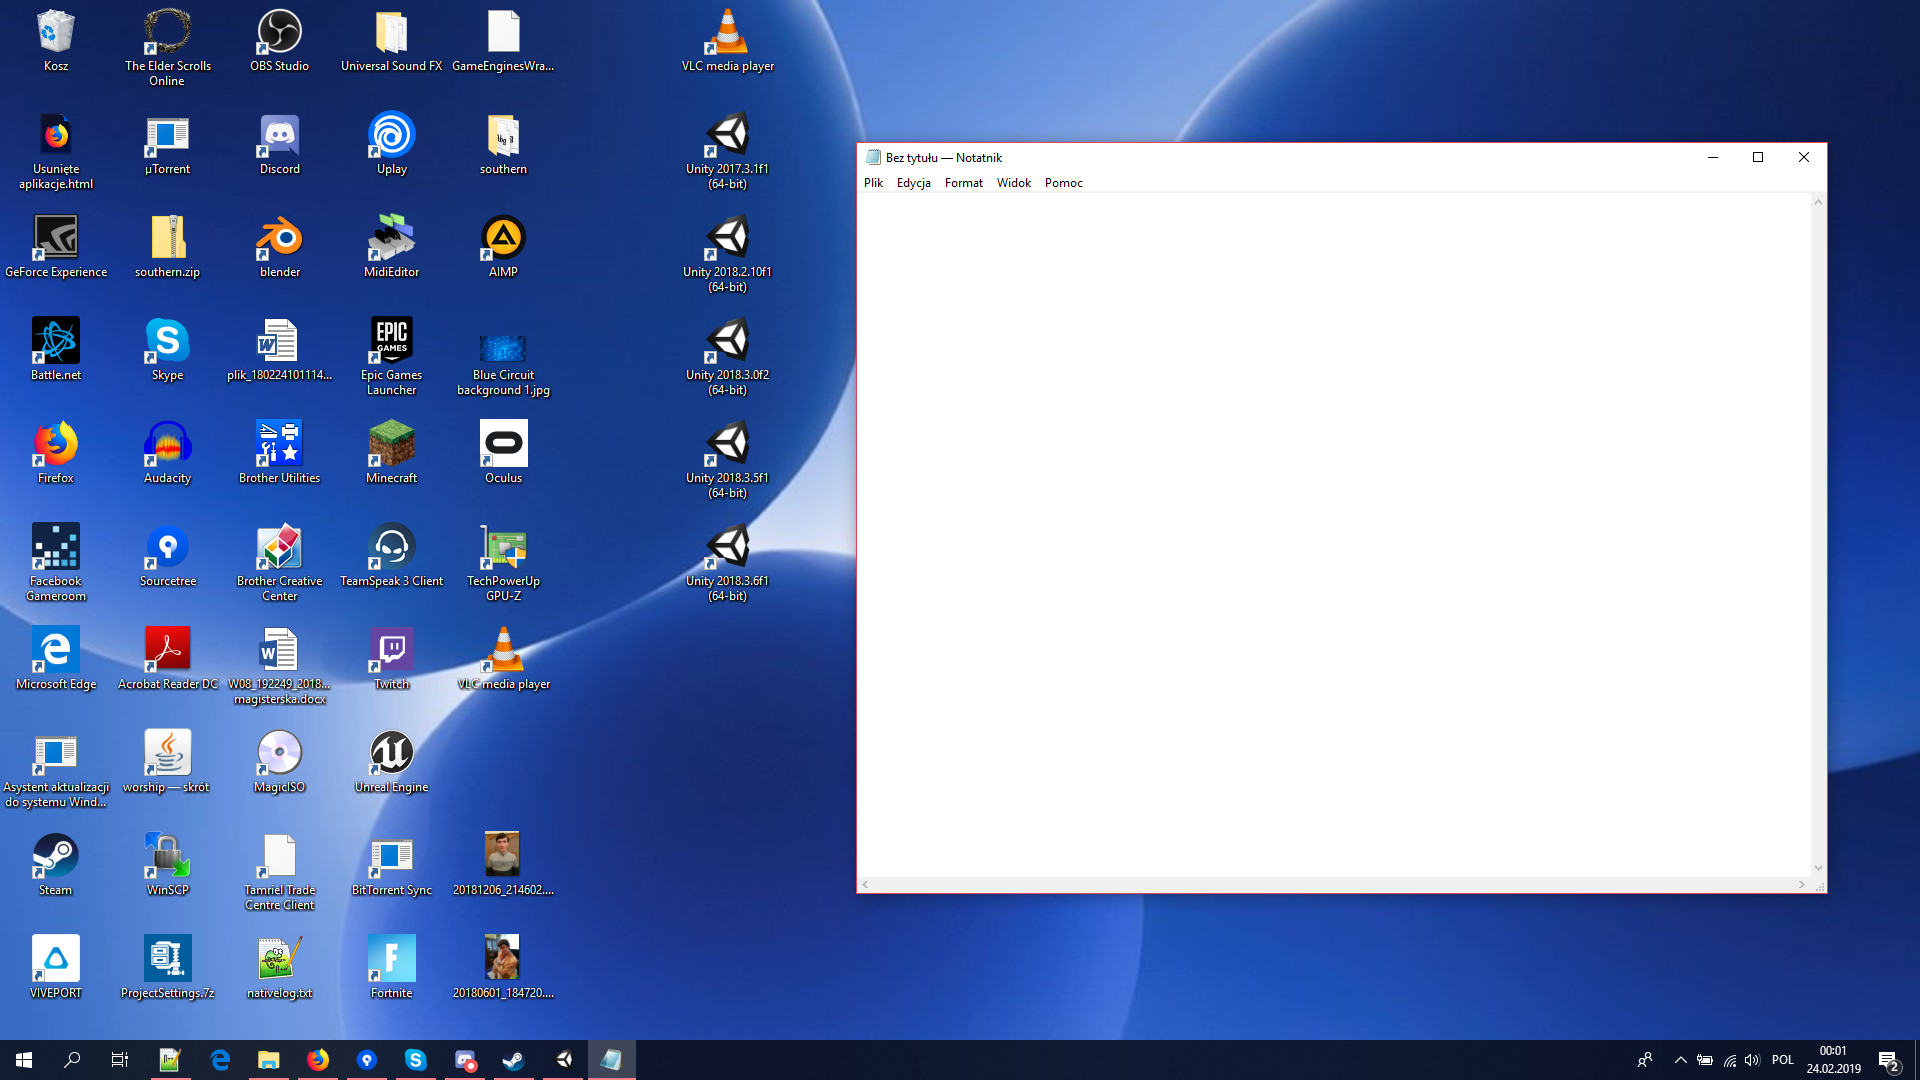 Kosz
The Elder Scrolls
Online
OBS Studio
Universal Sound FX
GameEnginesWra...
VLC media player
Usunięte
aplikacje.html
µTorrent
Discord
Uplay
southern
Unity 2017.3.1f1
(64-bit)
GeForce Experience
southern.zip
blender
MidiEditor
AIMP
Unity 2018.2.10f1
(64-bit)
Battle.net
Skype
plik_180224101114...
EPIC
GAMES
Epic Games
Launcher
Blue Circuit
background 1.jpg
Unity 2018.3.0f2
(64-bit)
Firefox
Audacity
Brother Utilities
Minecraft
Oculus
Unity 2018.3.5f1
(64-bit)
Facebook
Gameroom
Sourcetree
Brother Creative
Center
TeamSpeak 3 Client
TechPowerUp
GPU-Z
Unity 2018.3.6f1
(64-bit)
Microsoft Edge
Acrobat Reader DC
W08_192249_2018...
magisterska.docx
Twitch
VLC media player
Asystent aktualizacji
do systemu Wind...
worship — skrót
MagicISO
Unreal Engine
Steam
WinSCP
Tamriel Trade
Centre Client
BitTorrent Sync
20181206_214602....
VIVEPORT
ProjectSettings.7z
nativelog.txt
Fortnite
20180601_184720....
Bez tytułu — Notatnik
Plik Edycja Format Widok Pomoc
POL
00:01
24.02.2019
2